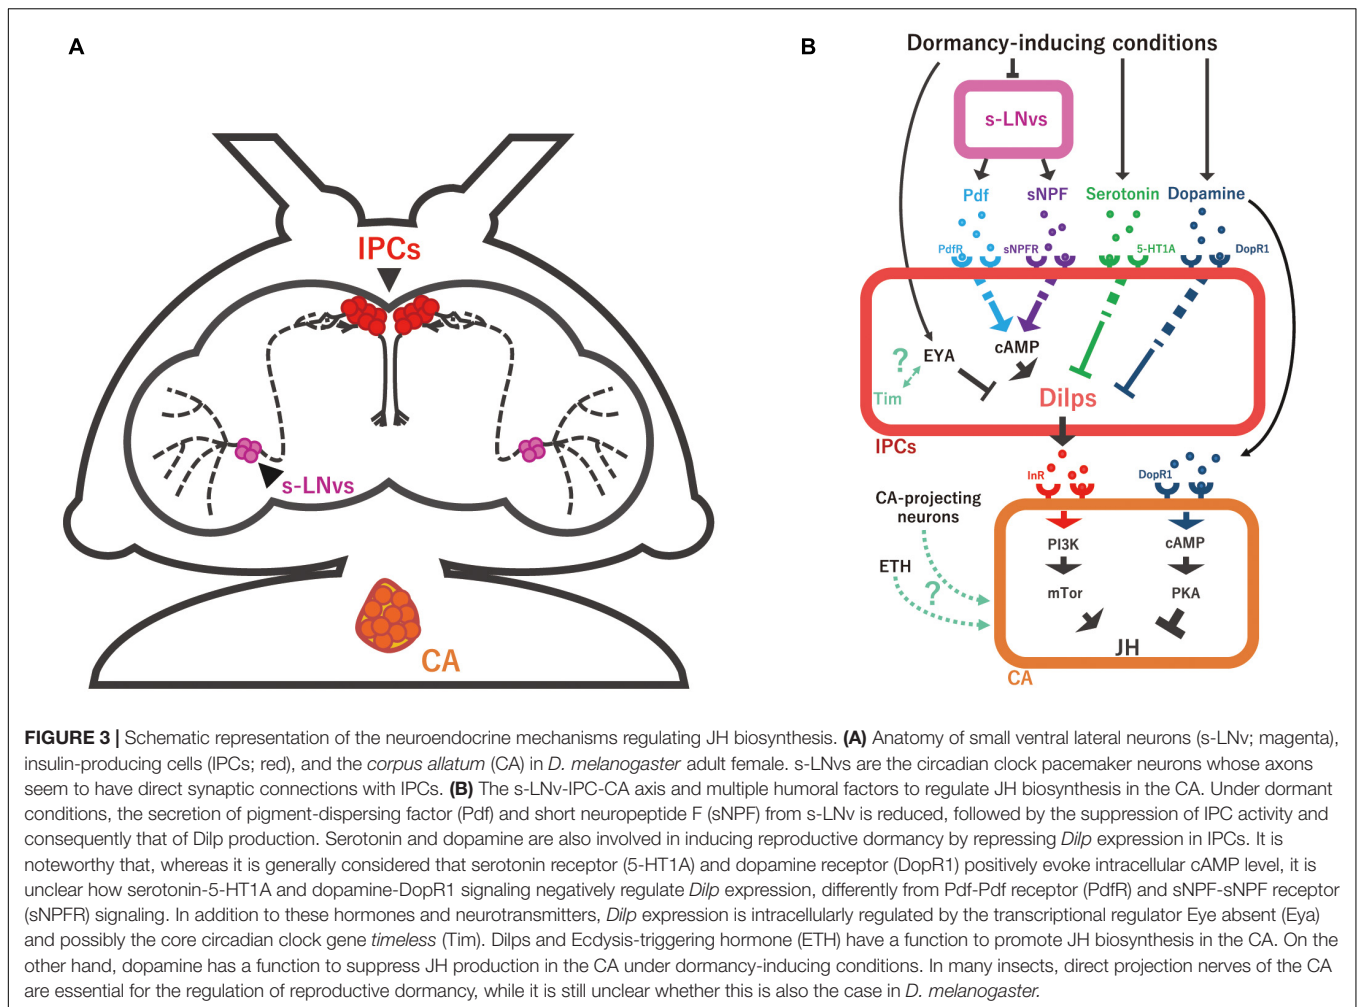 A
IPCs
s-LNvs
CA
B
Dormancy-inducing conditions
s-LNvs
Pdf
sNPF
Serotonin
Dopamine
PdfR
sNPFR
5-HT1A
DopR1
EYA
cAMP
?
Tim
Dilps
IPCs
InR
DopR1
CA-projecting
neurons
PI3K
cAMP
ETH
?
mTor
PKA
JH
CA
FIGURE 3 | Schematic representation of the neuroendocrine mechanisms regulating JH biosynthesis. (A) Anatomy of small ventral lateral neurons (s-LNv; magenta),
insulin-producing cells (IPCs; red), and the corpus allatum (CA) in D. melanogaster adult female. s-LNvs are the circadian clock pacemaker neurons whose axons
seem to have direct synaptic connections with IPCs. (B) The s-LNv-IPC-CA axis and multiple humoral factors to regulate JH biosynthesis in the CA. Under dormant
conditions, the secretion of pigment-dispersing factor (Pdf) and short neuropeptide F (sNPF) from s-LNv is reduced, followed by the suppression of IPC activity and
consequently that of Dilp production. Serotonin and dopamine are also involved in inducing reproductive dormancy by repressing Dilp expression in IPCs. It is
noteworthy that, whereas it is generally considered that serotonin receptor (5-HT1A) and dopamine receptor (DopR1) positively evoke intracellular cAMP level, it is
unclear how serotonin-5-HT1A and dopamine-DopR1 signaling negatively regulate Dilp expression, differently from Pdf-Pdf receptor (PdfR) and sNPF-sNPF receptor
(sNPFR) signaling. In addition to these hormones and neurotransmitters, Dilp expression is intracellularly regulated by the transcriptional regulator Eye absent (Eya)
and possibly the core circadian clock gene timeless (Tim). Dilps and Ecdysis-triggering hormone (ETH) have a function to promote JH biosynthesis in the CA. On the
other hand, dopamine has a function to suppress JH production in the CA under dormancy-inducing conditions. In many insects, direct projection nerves of the CA
are essential for the regulation of reproductive dormancy, while it is still unclear whether this is also the case in D. melanogaster.